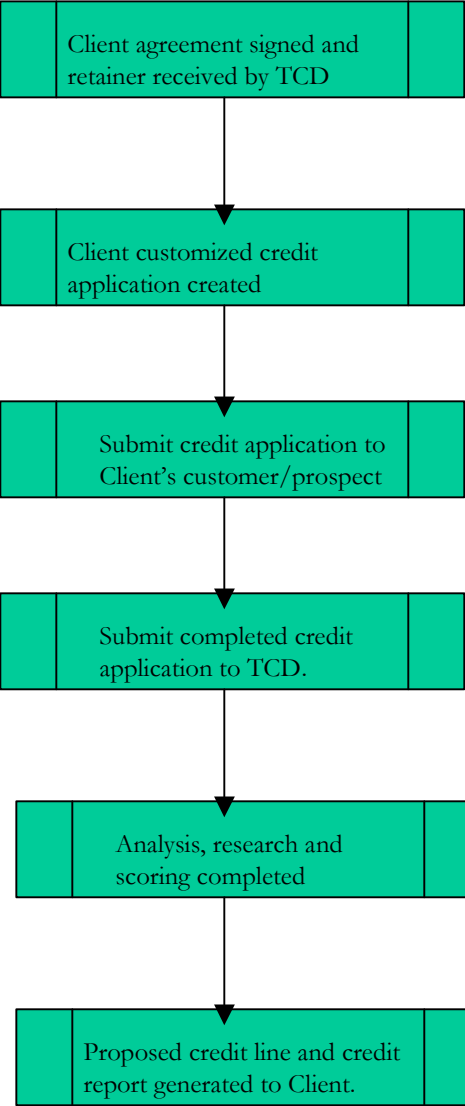 Client agreement signed and
retainer received by TCD
Client customized credit
application created
Submit credit application to
Client’s customer/prospect
Submit completed credit
application to TCD.
Analysis, research and
scoring completed
Proposed credit line and credit
report generated to Client.